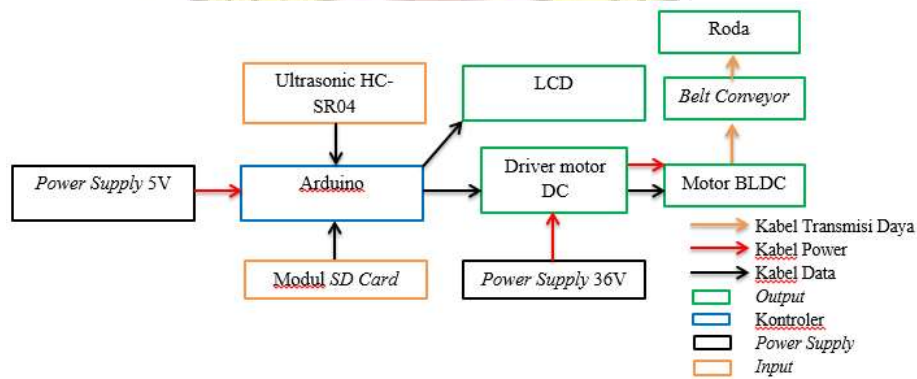 Roda
Ultrasonic HC-
SR04
LCD
Belt Conveyor
Power Supply 5V
Arduino
Driver motor
DC
Motor BLDC
Modul SD Card
Power Supply 36V
Kabel Transmisi Daya
Kabel Power
Kabel Data
Output
Kontroler
Power Supply
Input